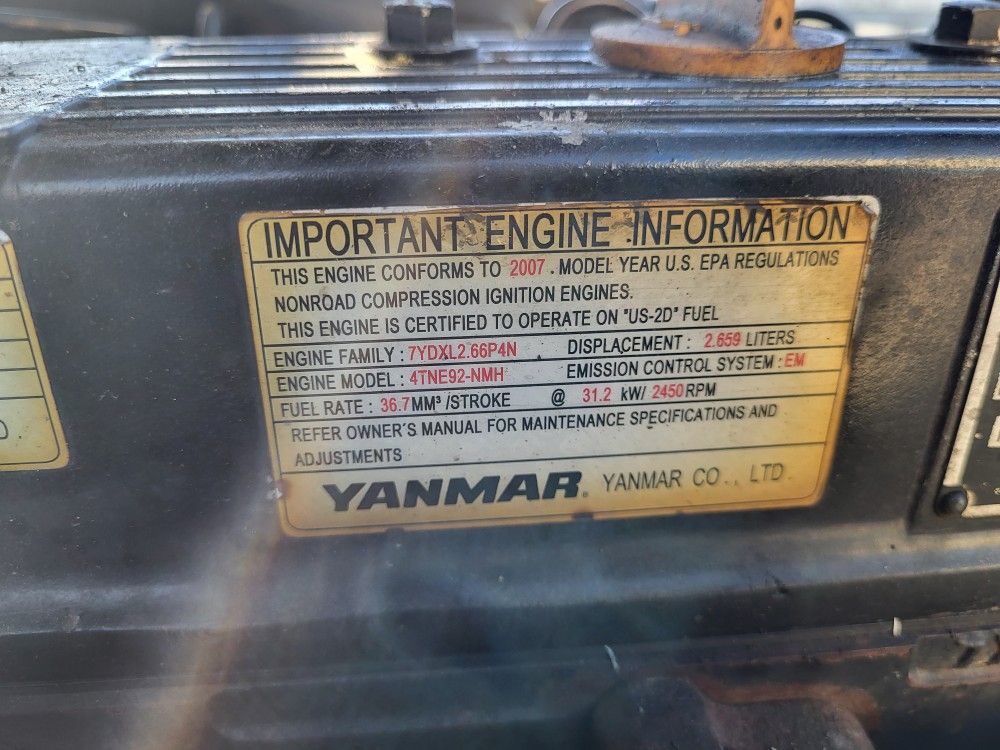 IMPORTANT ENGINE INFORMATION
THIS ENGINE CONFORMS TO 2007 . MODEL YEAR U.S. EPA REGULATIONS
NONROAD COMPRESSION IGNITION ENGINES.
THIS ENGINE IS CERTIFIED TO OPERATE ON "US-2D" FUEL
ENGINE FAMILY : 7YDXL2.66P4N DISPLACEMENT : 2.659 LITERS
ENGINE MODEL : 4TNE92-NMH EMISSION CONTROL SYSTEM : EM
FUEL RATE : 36.7 MM³ /STROKE @ 31.2 kW/ 2450 RPM
REFER OWNER'S MANUAL FOR MAINTENANCE SPECIFICATIONS AND
ADJUSTMENTS
YANMAR. YANMAR CO., LTD.